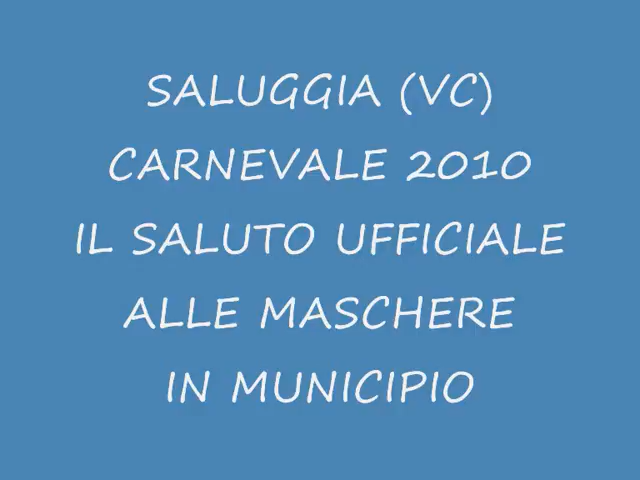 SALUGGIA (VC)
CARNEVALE 2010
IL SALUTO UFFICIALE
ALLE MASCHERE
IN MUNICIPIO